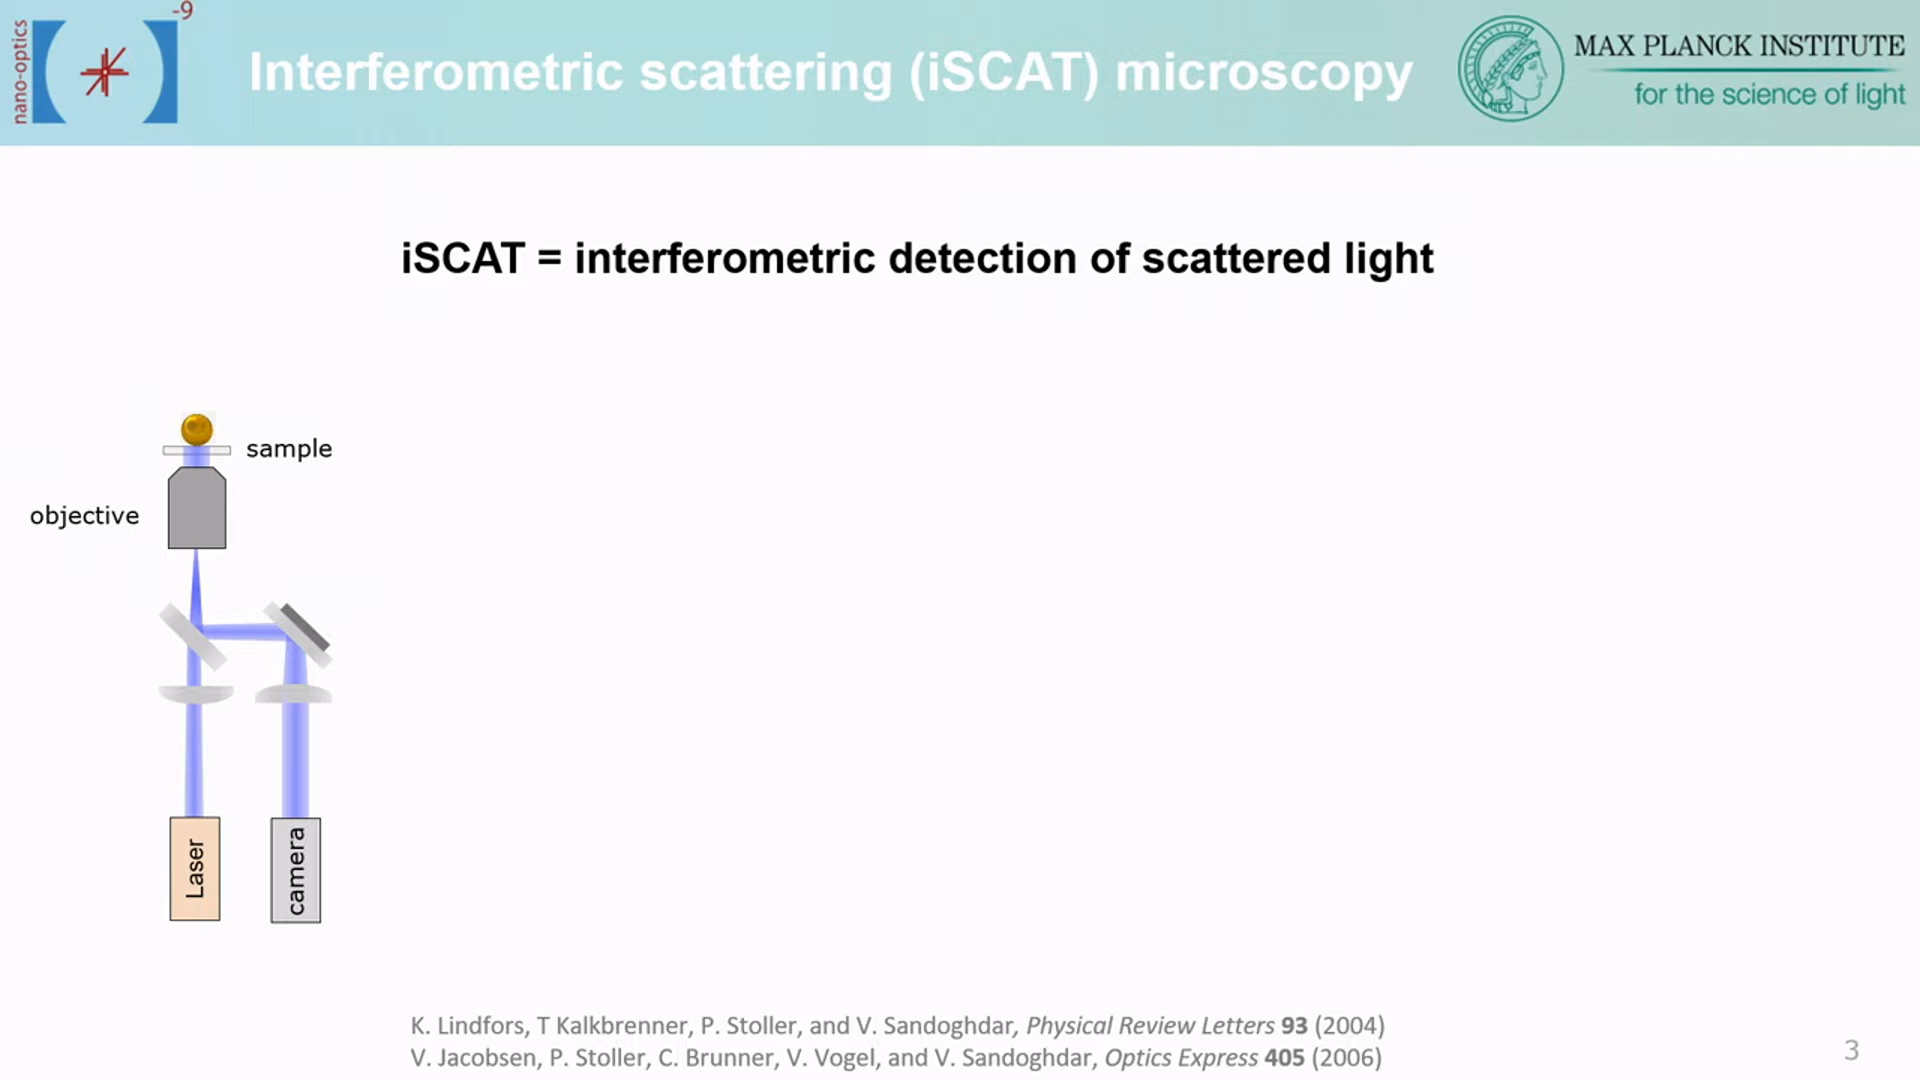 -9
nano-optics
Interferometric scattering (iSCAT) microscopy
MAX PLANCK INSTITUTE
for the science of light
iSCAT = interferometric detection of scattered light
sample
objective
Laser
camera
K. Lindfors, T Kalkbrenner, P. Stoller, and V. Sandoghdar, Physical Review Letters 93 (2004)
V. Jacobsen, P. Stoller, C. Brunner, V. Vogel, and V. Sandoghdar, Optics Express 405 (2006)
3